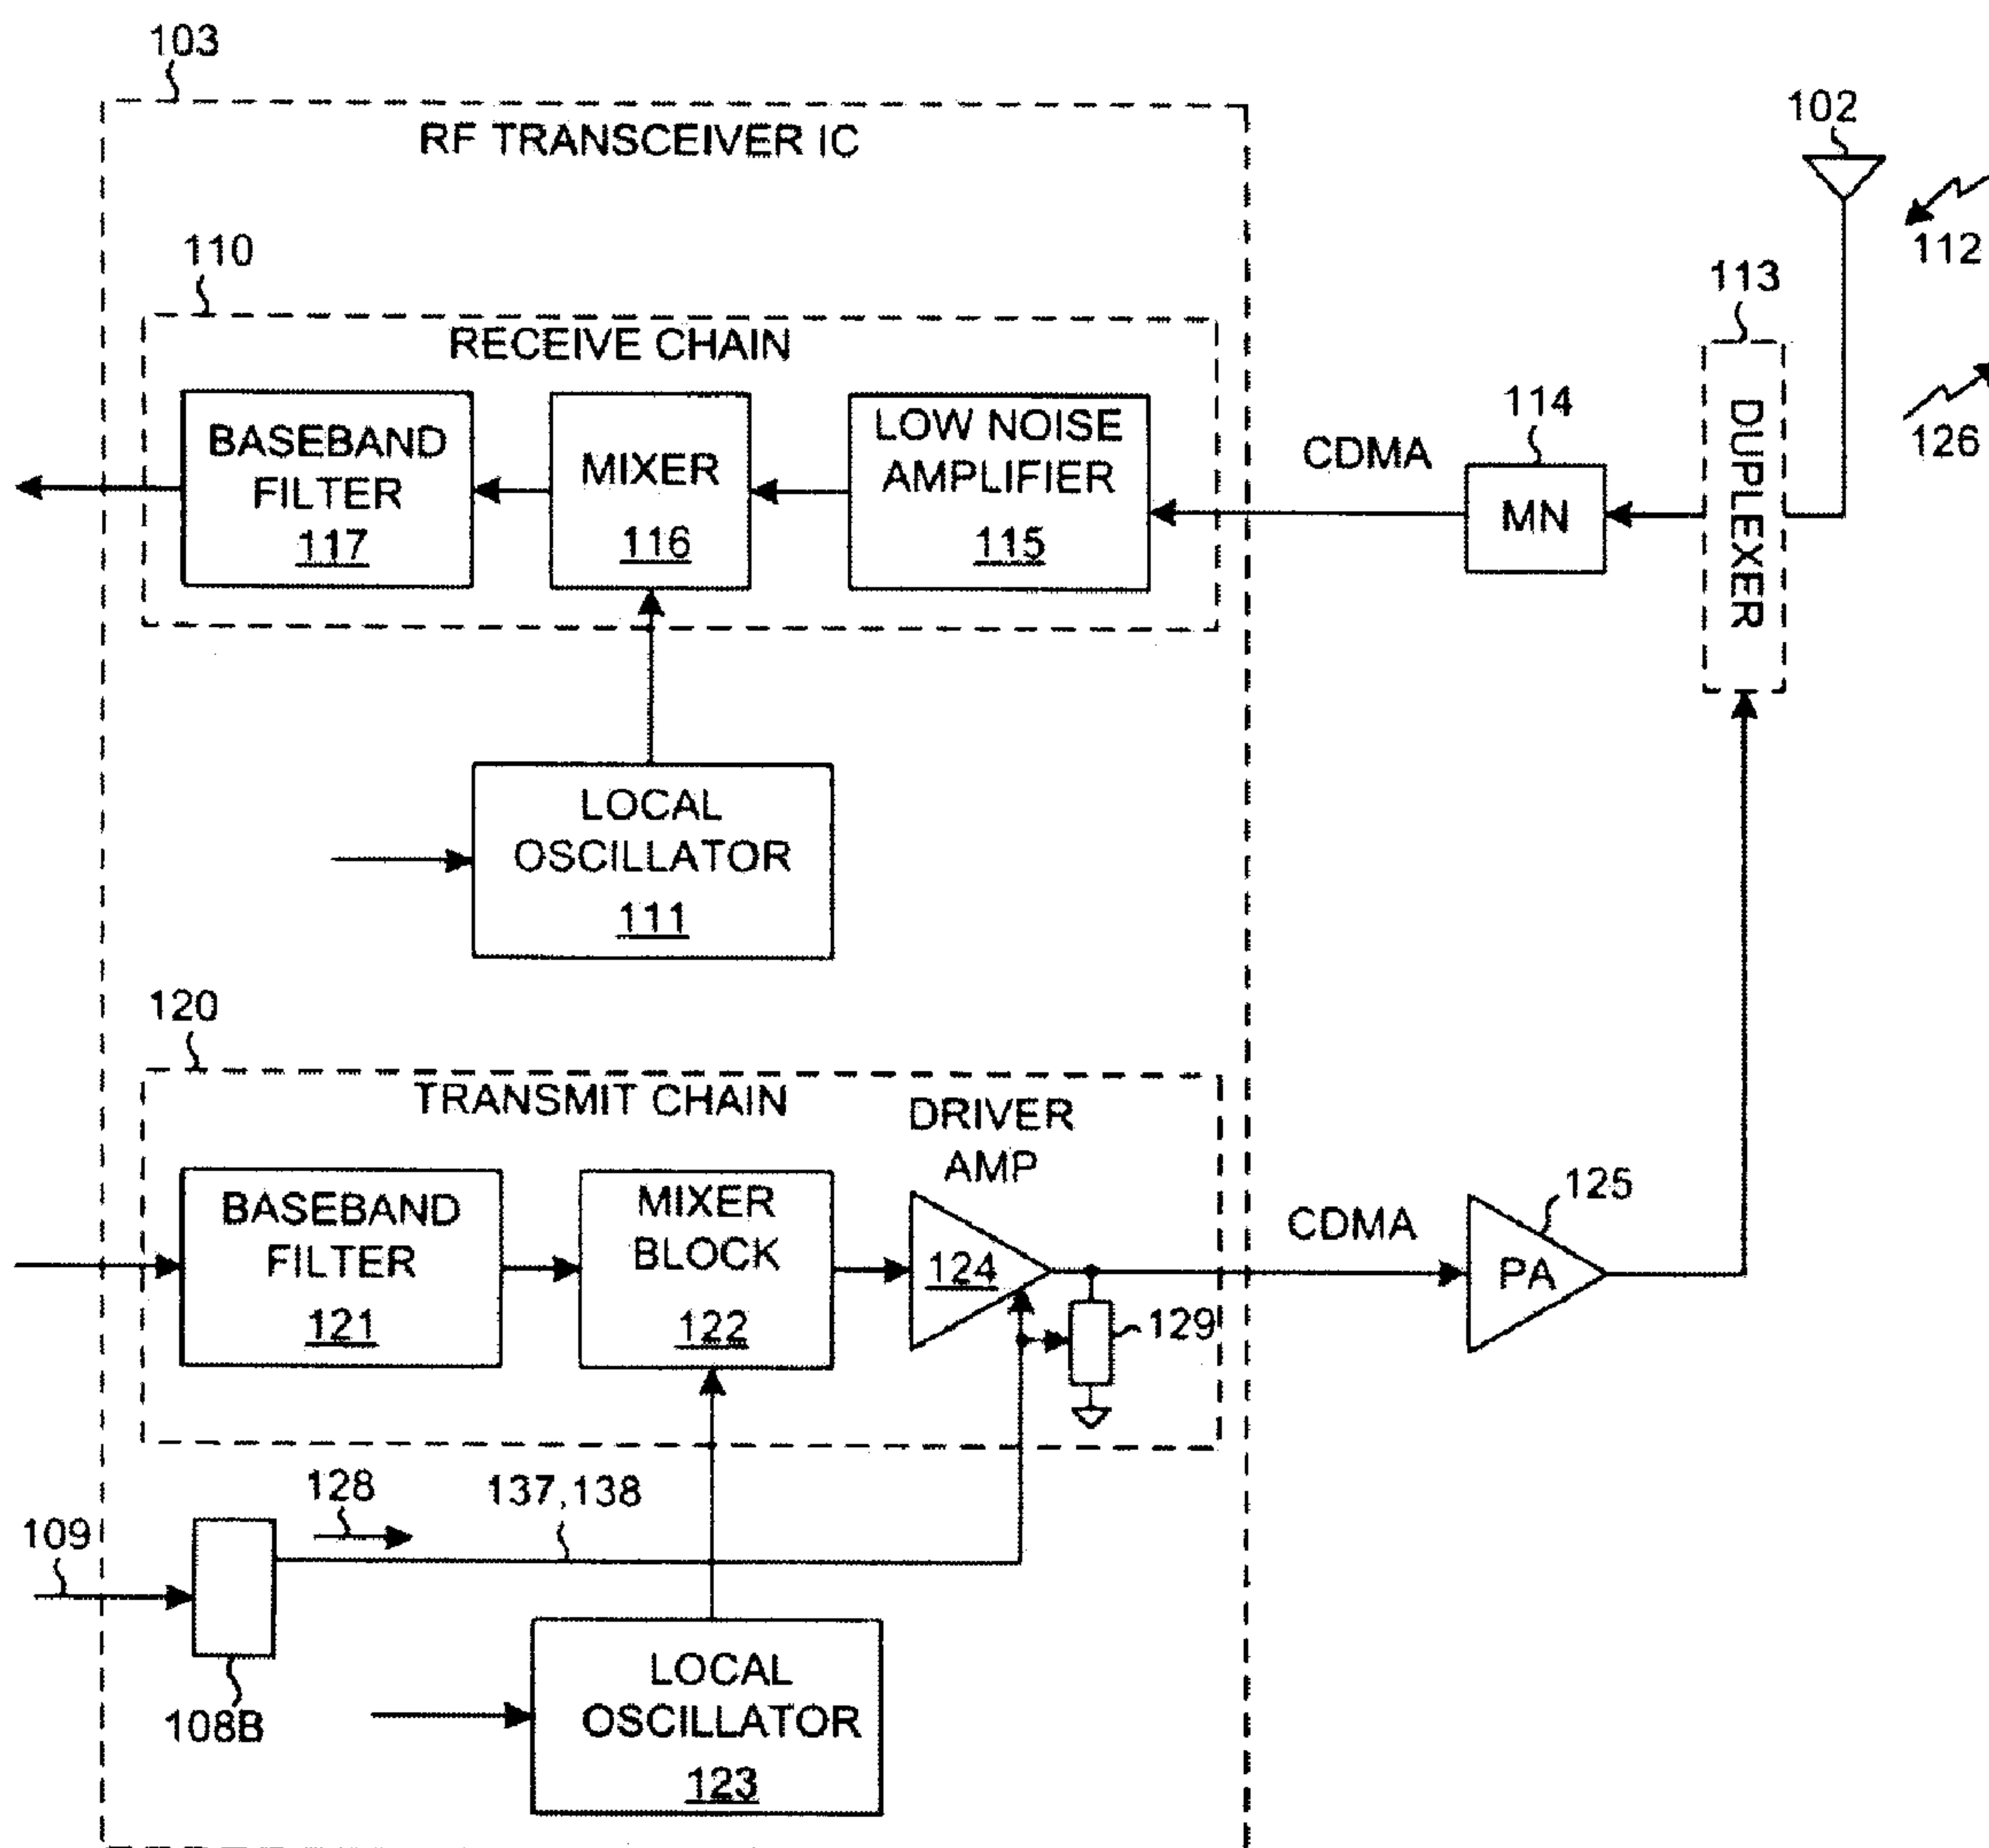 103
RF TRANSCEIVER IC
102
112
110
RECEIVE CHAIN
113
114
126
BASEBAND
FILTER
117
MIXER
116
LOW NOISE
AMPLIFIER
115
CDMA
MN
DUPLEXER
LOCAL
OSCILLATOR
111
120
TRANSMIT CHAIN
DRIVER
AMP
BASEBAND
FILTER
121
MIXER
BLOCK
122
124
129
CDMA
125
PA
128
137,138
109
108B
LOCAL
OSCILLATOR
123